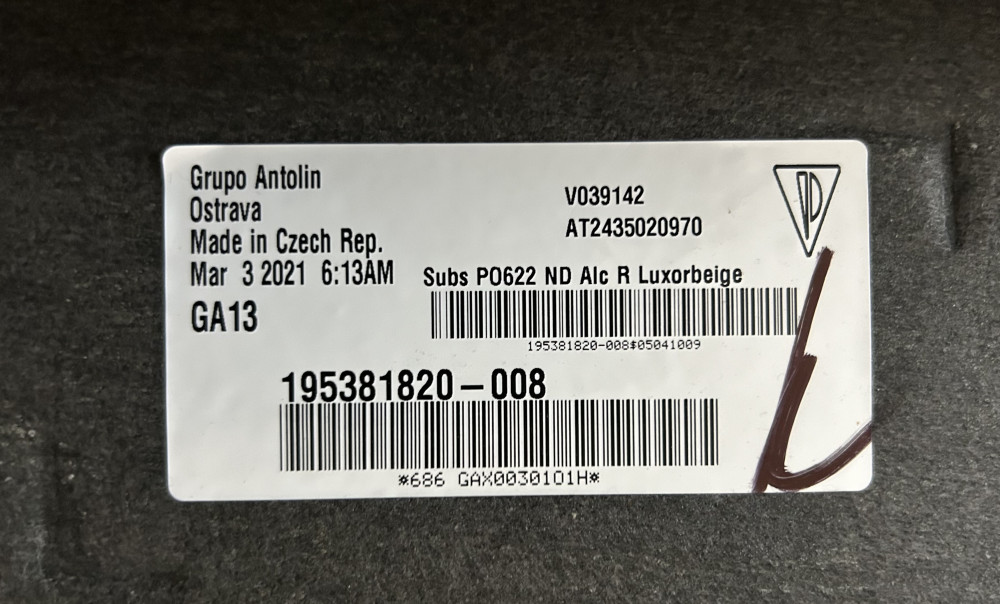 Grupo Antolin
Ostrava
Made in Czech Rep.
Mar 3 2021 6:13AM
GA13
V039142
AT2435020970
PD
Subs PO622 ND Alc R Luxorbeige
195381820-008$05041009
195381820-008
*686 GAX0030101H*